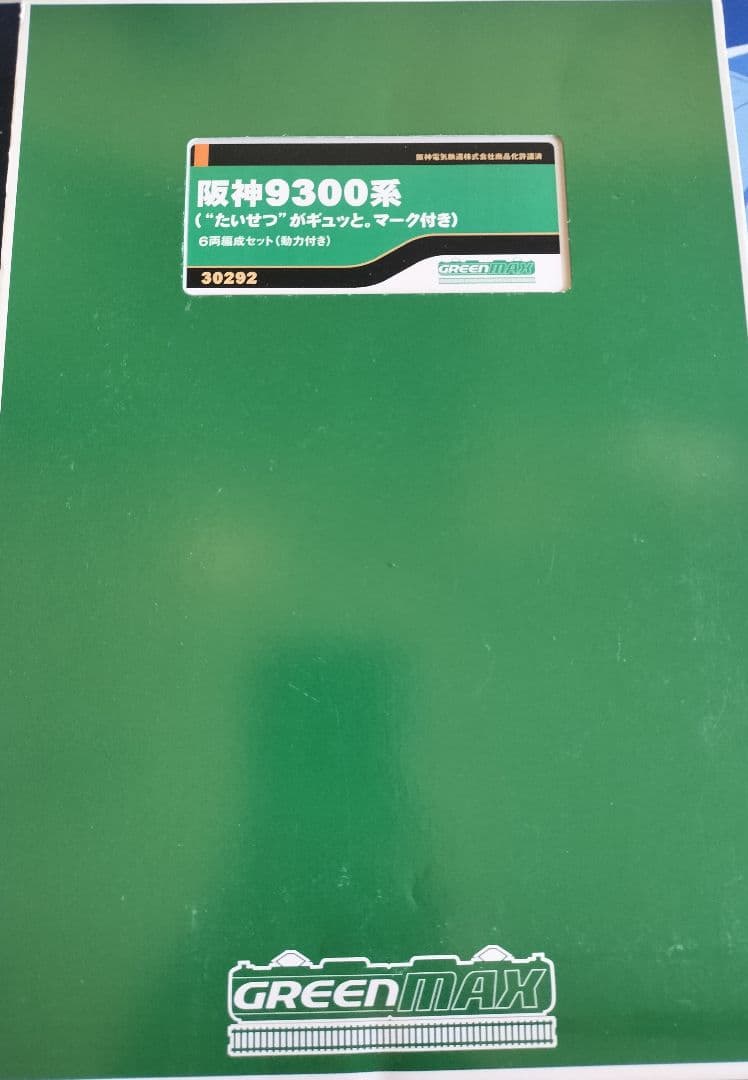 阪神電気鉄道株式会社商品化許諾済
阪神9300系
(“たいせつ”がギュッと。マーク付き)
6両編成セット(動力付き)
30292
GREENMAX
GREENMAX